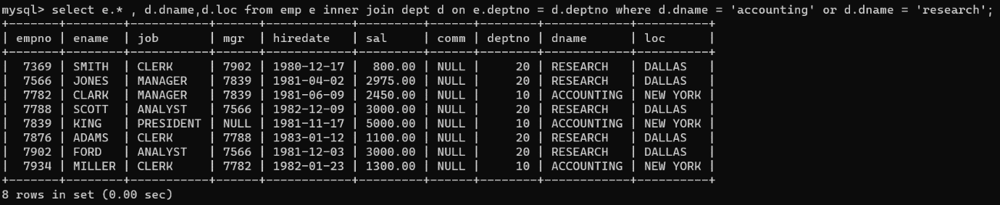 mysql> select e.* , d.dname,d.loc from emp e inner join dept d on e.deptno = d.deptno where d.dname = 'accounting' or d.dname = 'research';
+-------+--------+-----------+------+------------+---------+------+--------+------------+----------+
| empno | ename  | job       | mgr  | hiredate   | sal     | comm | deptno | dname      | loc      |
+-------+--------+-----------+------+------------+---------+------+--------+------------+----------+
|  7369 | SMITH  | CLERK     | 7902 | 1980-12-17 |  800.00 | NULL |     20 | RESEARCH   | DALLAS   |
|  7566 | JONES  | MANAGER   | 7839 | 1981-04-02 | 2975.00 | NULL |     20 | RESEARCH   | DALLAS   |
|  7782 | CLARK  | MANAGER   | 7839 | 1981-06-09 | 2450.00 | NULL |     10 | ACCOUNTING | NEW YORK |
|  7788 | SCOTT  | ANALYST   | 7566 | 1982-12-09 | 3000.00 | NULL |     20 | RESEARCH   | DALLAS   |
|  7839 | KING   | PRESIDENT | NULL | 1981-11-17 | 5000.00 | NULL |     10 | ACCOUNTING | NEW YORK |
|  7876 | ADAMS  | CLERK     | 7788 | 1983-01-12 | 1100.00 | NULL |     20 | RESEARCH   | DALLAS   |
|  7902 | FORD   | ANALYST   | 7566 | 1981-12-03 | 3000.00 | NULL |     20 | RESEARCH   | DALLAS   |
|  7934 | MILLER | CLERK     | 7782 | 1982-01-23 | 1300.00 | NULL |     10 | ACCOUNTING | NEW YORK |
+-------+--------+-----------+------+------------+---------+------+--------+------------+----------+
8 rows in set (0.00 sec)